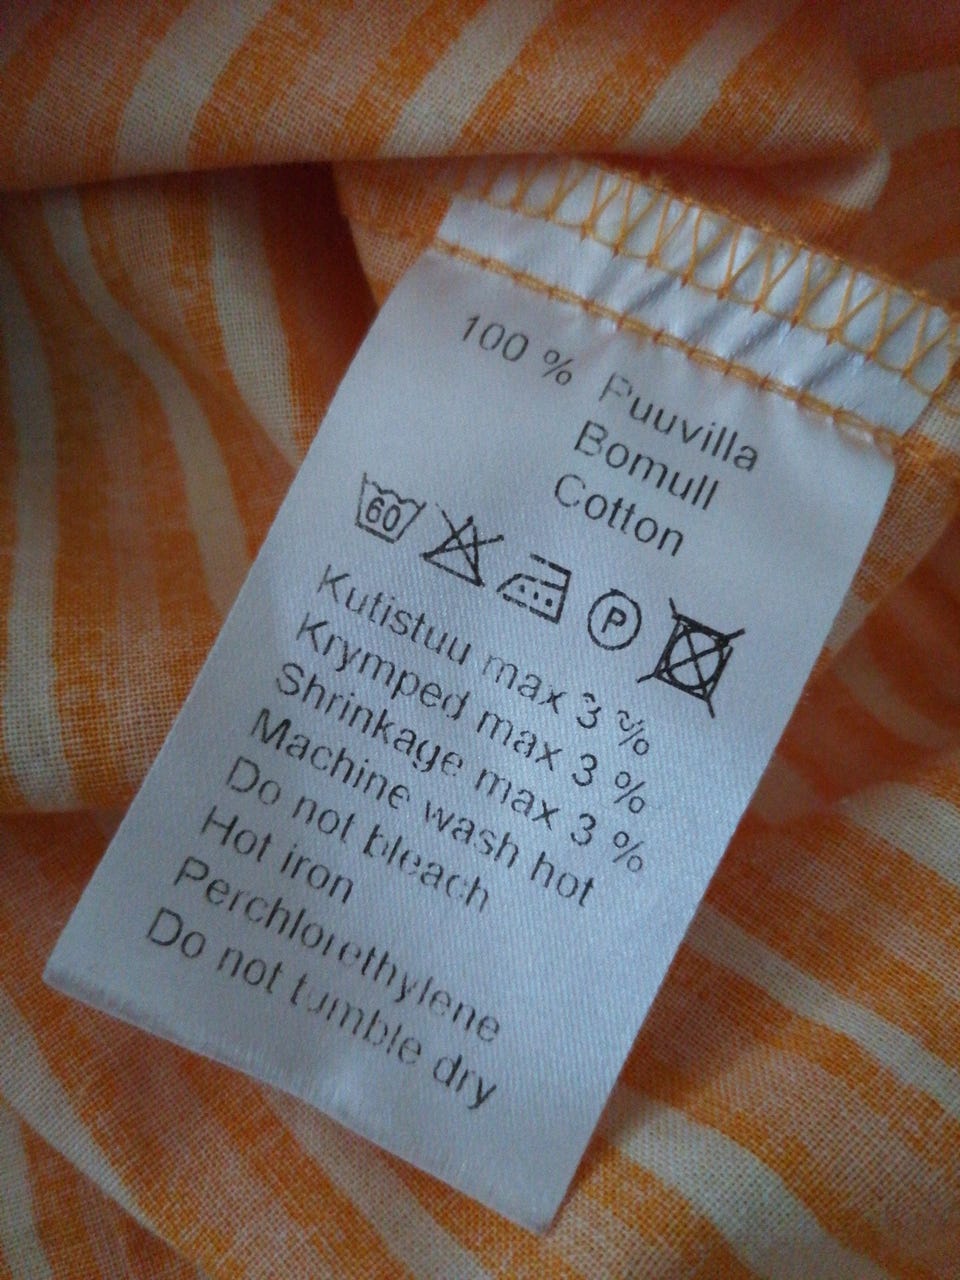 100 % Puuvilla
Bomull
Cotton
60 P
Kutistuu max 3 %
Krymped max 3 %
Shrinkage max 3 %
Machine wash hot
Do not bleach
Hot iron
Perchlorethylene
Do not tumble dry